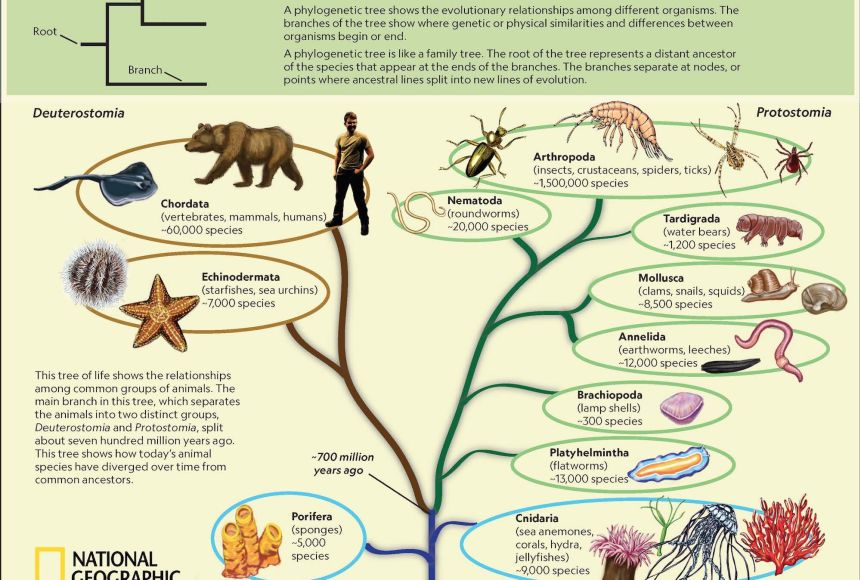 Root
Branch
A phylogenetic tree shows the evolutionary relationships among different organisms. The
branches of the tree show where genetic or physical similarities and differences between
organisms begin or end.
A phylogenetic tree is like a family tree. The root of the tree represents a distant ancestor
of the species that appear at the ends of the branches. The branches separate at nodes, or
points where ancestral lines split into new lines of evolution.
Deuterostomia
Protostomia
Chordata
(vertebrates, mammals, humans)
~60,000 species
Echinodermata
(starfishes, sea urchins)
~7,000 species
Arthropoda
(insects, crustaceans, spiders, ticks)
~1,500,000 species
Nematoda
(roundworms)
~20,000 species
Tardigrada
(water bears)
~1,200 species
Mollusca
(clams, snails, squids)
~8,500 species
Annelida
(earthworms, leeches)
~12,000 species
Brachiopoda
(lamp shells)
~300 species
Platyhelmintha
(flatworms)
~13,000 species
This tree of life shows the relationships
among common groups of animals. The
main branch in this tree, which separates
the animals into two distinct groups,
Deuterostomia and Protostomia, split
about seven hundred million years ago.
This tree shows how today's animal
species have diverged over time from
common ancestors.
~700 million
years ago
Porifera
(sponges)
~5,000
species
Cnidaria
(sea anemones,
corals, hydra,
jellyfishes)
~9,000 species
NATIONAL
GEOGRAPHIC